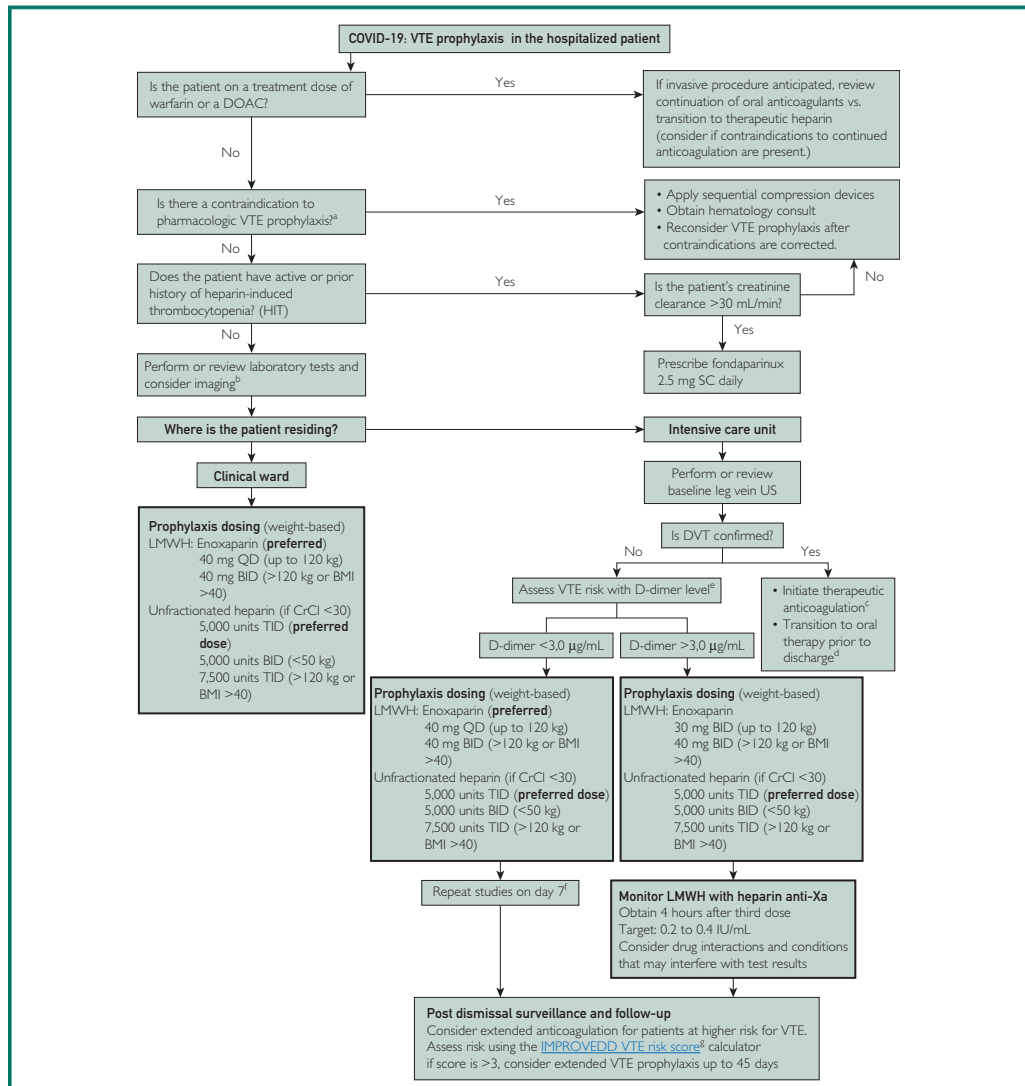 COVID-19: VTE prophylaxis in the hospitalized patient
Is the patient on a treatment dose of
warfarin or a DOAC?
Yes
If invasive procedure anticipated, review
continuation of oral anticoagulants vs.
transition to therapeutic heparin
(consider if contraindications to continued
anticoagulation are present.)
No
Is there a contraindication to
pharmacologic VTE prophylaxis?a
Yes
• Apply sequential compression devices
• Obtain hematology consult
• Reconsider VTE prophylaxis after
contraindications are corrected.
No
Does the patient have active or prior
history of heparin-induced
thrombocytopenia? (HIT)
Yes
Is the patient's creatinine
clearance >30 mL/min?
No
Yes
Prescribe fondaparinux
2.5 mg SC daily
No
Perform or review laboratory tests and
consider imagingb
Where is the patient residing?
Intensive care unit
Clinical ward
Perform or review
baseline leg vein US
Prophylaxis dosing (weight-based)
LMWH: Enoxaparin (preferred)
40 mg QD (up to 120 kg)
40 mg BID (>120 kg or BMI
>40)
Unfractionated heparin (if CrCl <30)
5,000 units TID (preferred
dose)
5,000 units BID (<50 kg)
7,500 units TID (>120 kg or
BMI >40)
Is DVT confirmed?
No
Yes
Assess VTE risk with D-dimer levele
• Initiate therapeutic
anticoagulationc
• Transition to oral
therapy prior to
discharged
D-dimer <3,0 µg/mL
D-dimer >3,0 µg/mL
Prophylaxis dosing (weight-based)
LMWH: Enoxaparin (preferred)
40 mg QD (up to 120 kg)
40 mg BID (>120 kg or BMI
>40)
Unfractionated heparin (if CrCl <30)
5,000 units TID (preferred dose)
5,000 units BID (<50 kg)
7,500 units TID (>120 kg or
BMI >40)
Prophylaxis dosing (weight-based)
LMWH: Enoxaparin
30 mg BID (up to 120 kg)
40 mg BID (>120 kg or BMI
>40)
Unfractionated heparin (if CrCl <30)
5,000 units TID (preferred dose)
5,000 units BID (<50 kg)
7,500 units TID (>120 kg or
BMI >40)
Repeat studies on day 7f
Monitor LMWH with heparin anti-Xa
Obtain 4 hours after third dose
Target: 0.2 to 0.4 IU/mL
Consider drug interactions and conditions
that may interfere with test results
Post dismissal surveillance and follow-up
Consider extended anticoagulation for patients at higher risk for VTE.
Assess risk using the IMPROVEDD VTE risk scoreg calculator
if score is >3, consider extended VTE prophylaxis up to 45 days